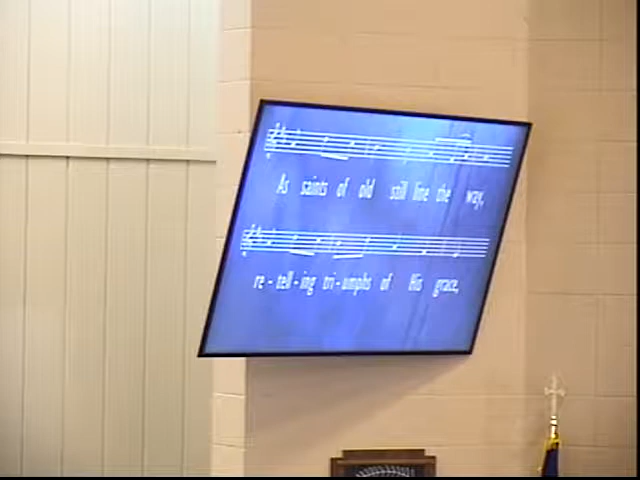 As saints of old still line the way,
re - tell - ing tri - umphs of His grace,